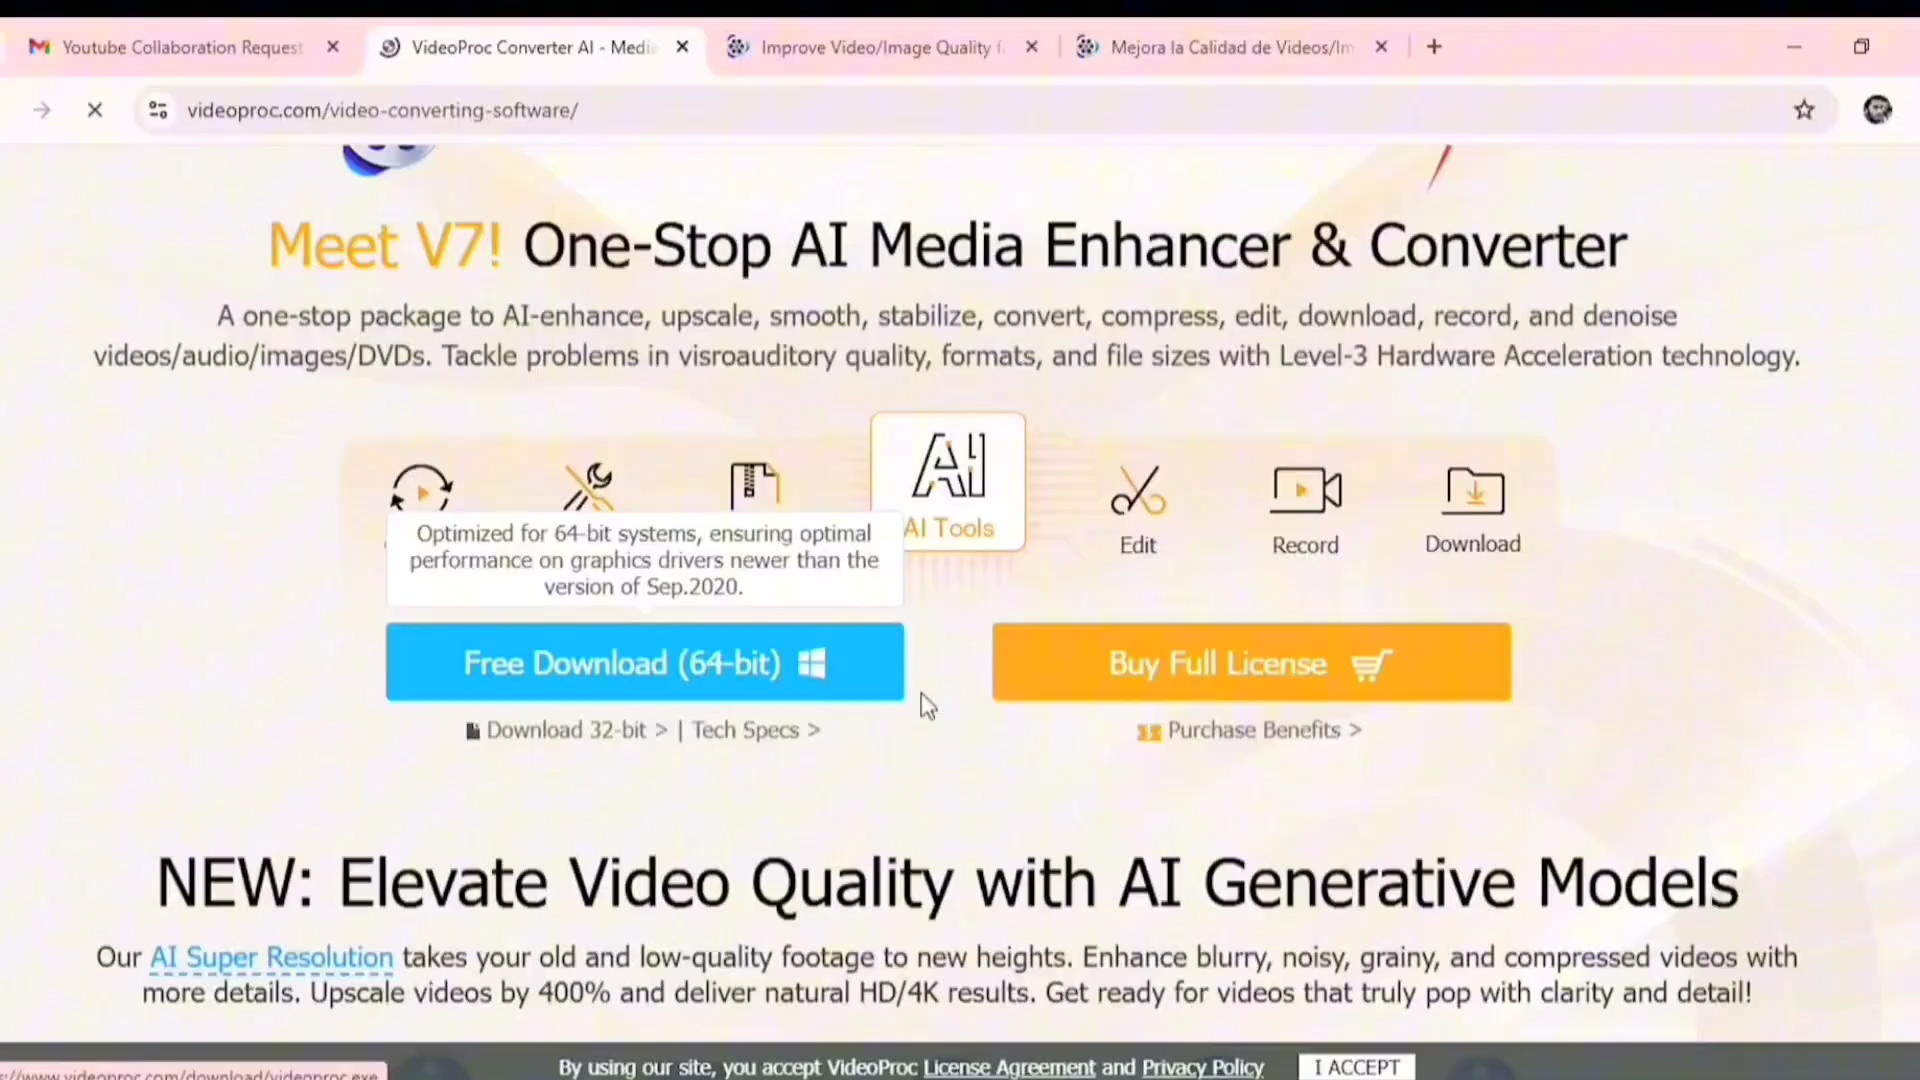 Youtube Collaboration Request
VideoProc Converter AI - Media
Improve Video/Image Quality f
Mejora la Calidad de Videos/Im
videoproc.com/video-converting-software/
Meet V7! One-Stop AI Media Enhancer & Converter
A one-stop package to AI-enhance, upscale, smooth, stabilize, convert, compress, edit, download, record, and denoise
videos/audio/images/DVDs. Tackle problems in visroauditory quality, formats, and file sizes with Level-3 Hardware Acceleration technology.
AI
AI Tools
Edit
Record
Download
Optimized for 64-bit systems, ensuring optimal
performance on graphics drivers newer than the
version of Sep.2020.
Free Download (64-bit)
Buy Full License
Download 32-bit > | Tech Specs >
Purchase Benefits >
NEW: Elevate Video Quality with AI Generative Models
Our AI Super Resolution takes your old and low-quality footage to new heights. Enhance blurry, noisy, grainy, and compressed videos with
more details. Upscale videos by 400% and deliver natural HD/4K results. Get ready for videos that truly pop with clarity and detail!
By using our site, you accept VideoProc License Agreement and Privacy Policy
I ACCEPT
s://www.videoproc.com/download/videoproc.exe